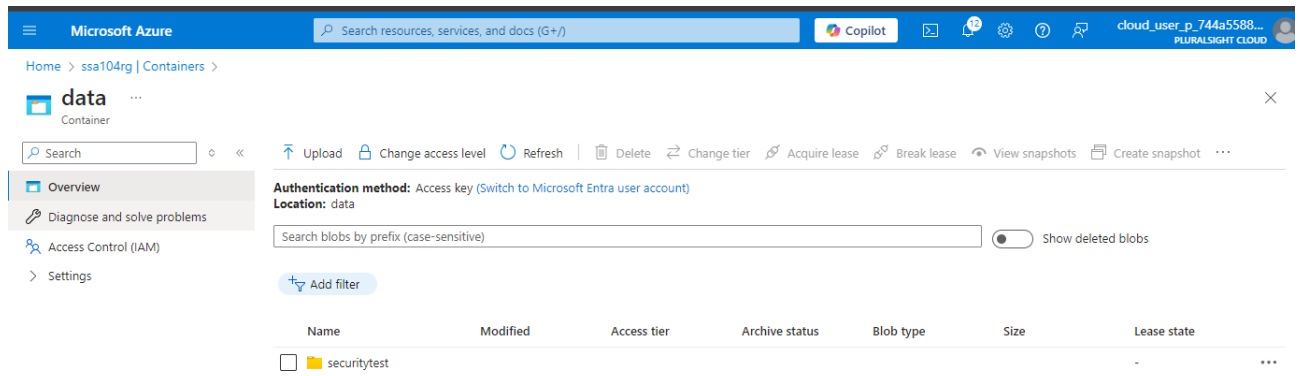 Microsoft Azure
Search resources, services, and docs (G+/)
Copilot
12
cloud_user_p_744a5588...
PLURALSIGHT CLOUD
Home > ssa104rg | Containers >
data ...
Container
Search
Upload
Change access level
Refresh
Delete
Change tier
Acquire lease
Break lease
View snapshots
Create snapshot
...
Overview
Diagnose and solve problems
Access Control (IAM)
Settings
Authentication method: Access key (Switch to Microsoft Entra user account)
Location: data
Search blobs by prefix (case-sensitive)
Show deleted blobs
Add filter
Name Modified Access tier Archive status Blob type Size Lease state
securitytest - ...